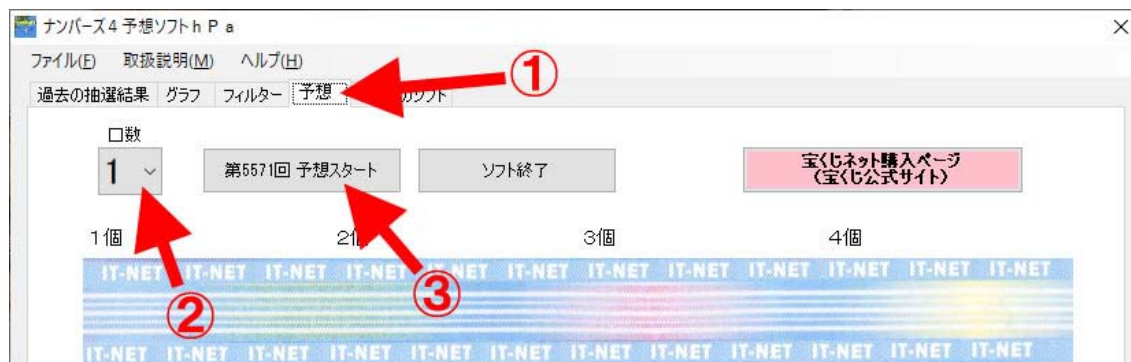 ナンバーズ4 予想ソフトｈＰａ
ファイル(F) 取扱説明(M) ヘルプ(H)
①
過去の抽選結果 グラフ フィルター 予想 のソフト
口数
1 第5571回 予想スタート ソフト終了 宝くじネット購入ページ
（宝くじ公式サイト）
1個 3個 4個
IT-NET IT-NET IT-NET IT-NET IT-NET IT-NET IT-NET IT-NET IT-NET IT-NET IT-NET
② ③
IT-NET IT-NET IT-NET IT-NET IT-NET IT-NET IT-NET IT-NET IT-NET IT-NET IT-NET IT-NET